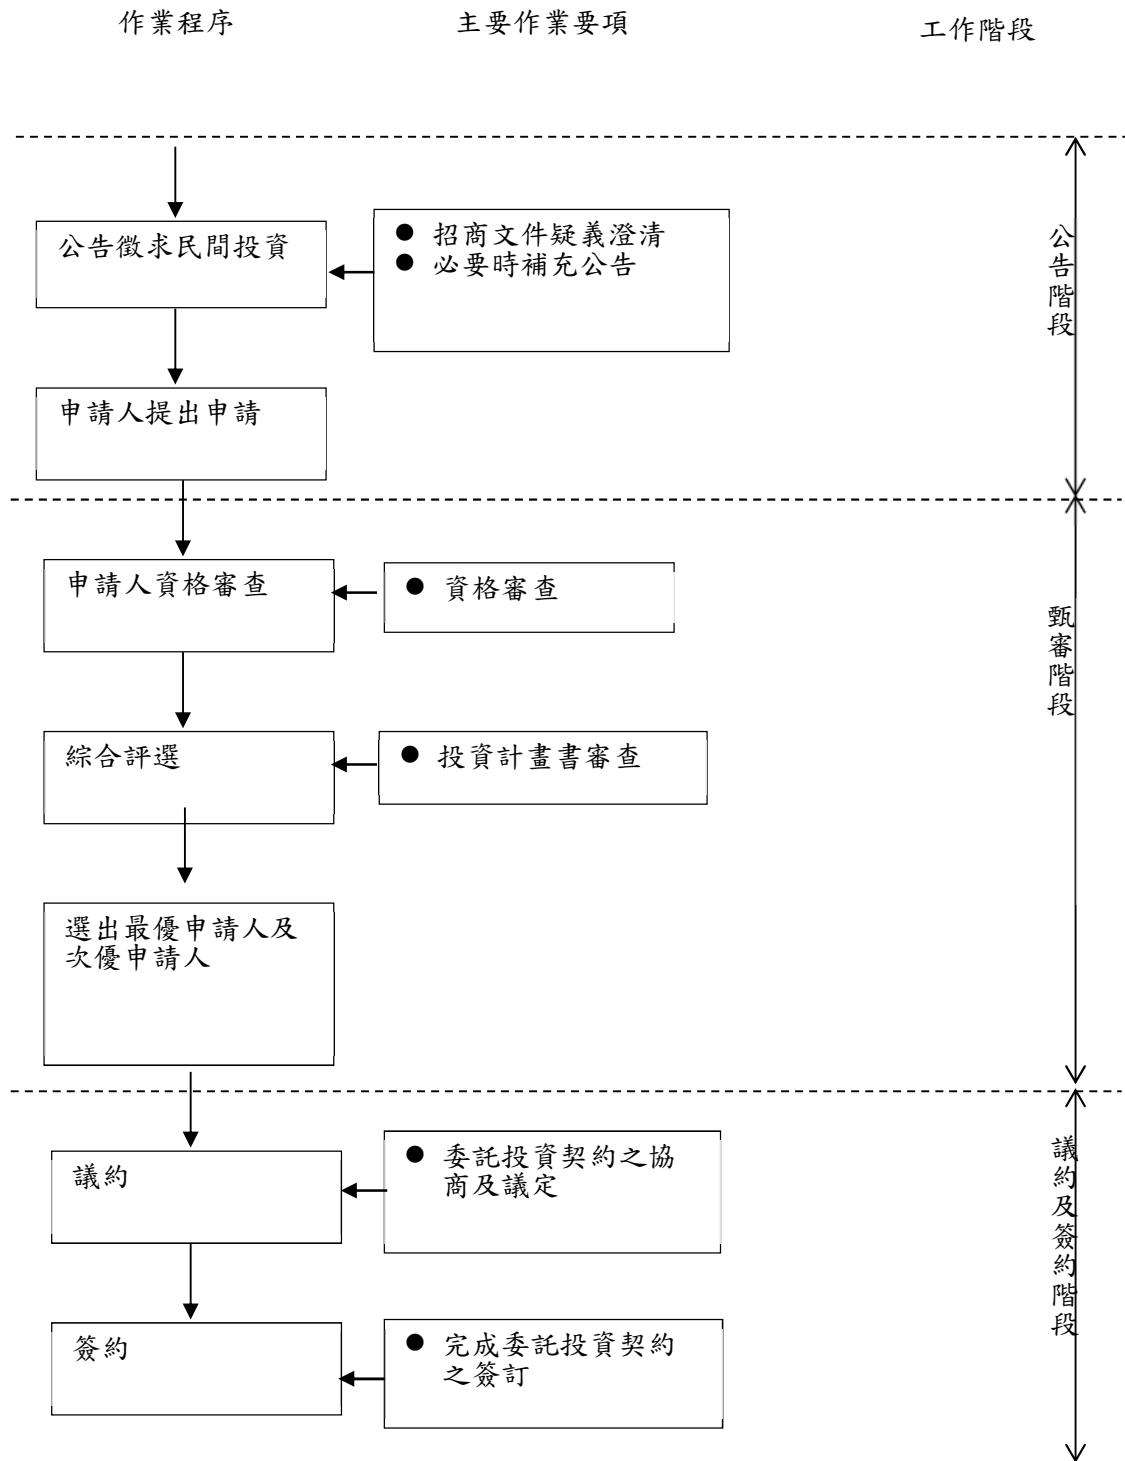 作業程序
主要作業要項
工作階段
公告徵求民間投資
● 招商文件疑義澄清
● 必要時補充公告
公告階段
申請人提出申請
申請人資格審查
● 資格審查
甄審階段
綜合評選
● 投資計畫書審查
選出最優申請人及
次優申請人
議約
● 委託投資契約之協
商及議定
議約及簽約階段
簽約
● 完成委託投資契約
之簽訂